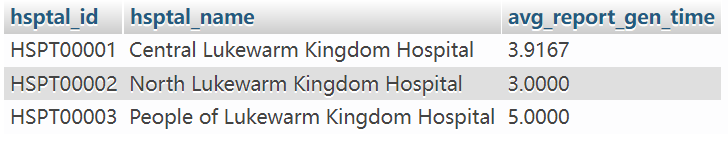 hsptal_id hsptal_name avg_report_gen_time
HSPT00001 Central Lukewarm Kingdom Hospital 3.9167
HSPT00002 North Lukewarm Kingdom Hospital 3.0000
HSPT00003 People of Lukewarm Kingdom Hospital 5.0000